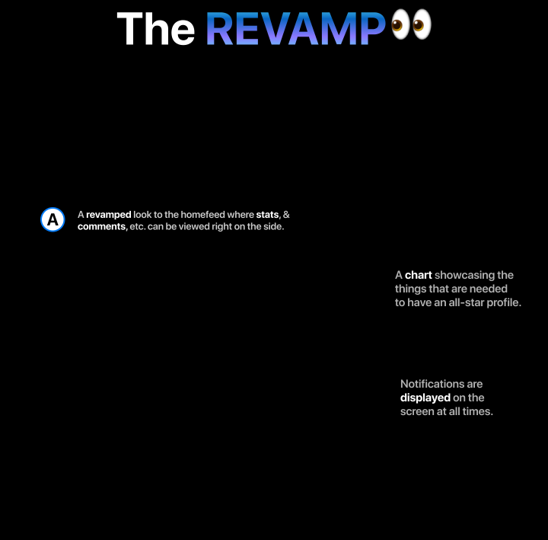 The REVAMP👀
A
A revamped look to the homefeed where stats, &
comments, etc. can be viewed right on the side.
A chart showcasing the
things that are needed
to have an all-star profile.
Notifications are
displayed on the
screen at all times.